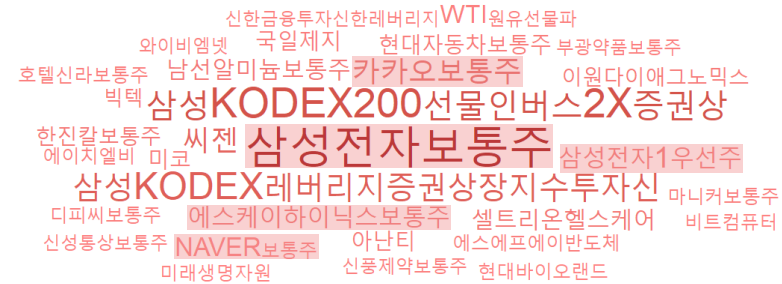 신한금융투자신한레버리지WTI원유선물파
와이비엠넷 국일제지 현대자동차보통주 부광약품보통주
호텔신라보통주 남선알미늄보통주 카카오보통주 이원다이애그노믹스
빅텍 삼성KODEX200선물인버스2X증권상
한진칼보통주 씨젠 삼성전자보통주 삼성전자1우선주
에이치엘비 미코
삼성KODEX레버리지증권상장지수투자신 마니커보통주
디피씨보통주 에스케이하이닉스보통주 셀트리온헬스케어 비트컴퓨터
신성통상보통주 NAVER보통주 아난티 에스에프에이반도체
미래생명자원 신풍제약보통주 현대바이오랜드